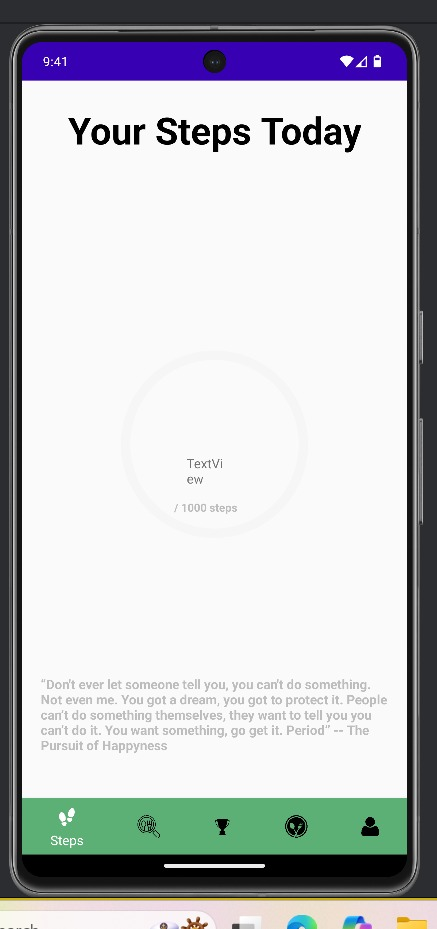 9:41
Your Steps Today
TextVi
ew
/ 1000 steps
“Don't ever let someone tell you, you can't do something.
Not even me. You got a dream, you got to protect it. People
can't do something themselves, they want to tell you you
can't do it. You want something, go get it. Period” -- The
Pursuit of Happyness
Steps